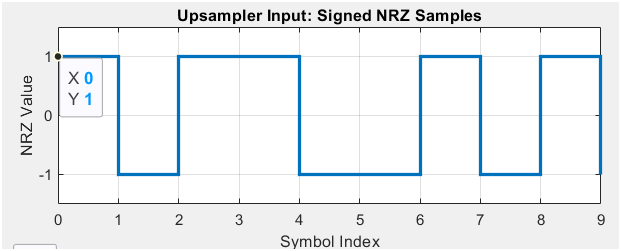 Upsampler Input: Signed NRZ Samples
NRZ Value
1
0
-1
X 0
Y 1
0 1 2 3 4 5 6 7 8 9
Symbol Index